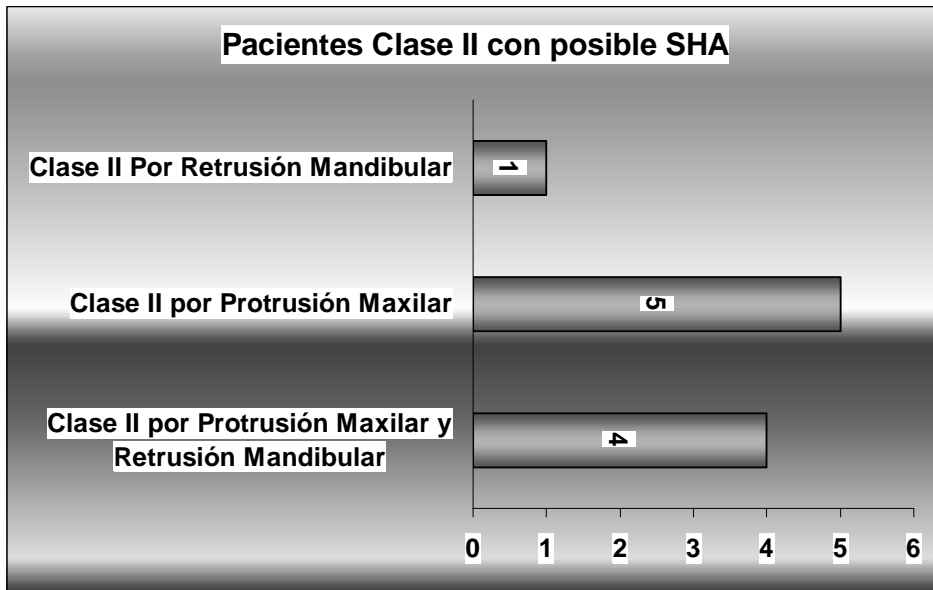 Pacientes Clase II con posible SHA
Clase II Por Retrusión Mandibular
1
Clase II por Protrusión Maxilar
5
Clase II por Protrusión Maxilar y
Retrusión Mandibular
4
0 1 2 3 4 5 6